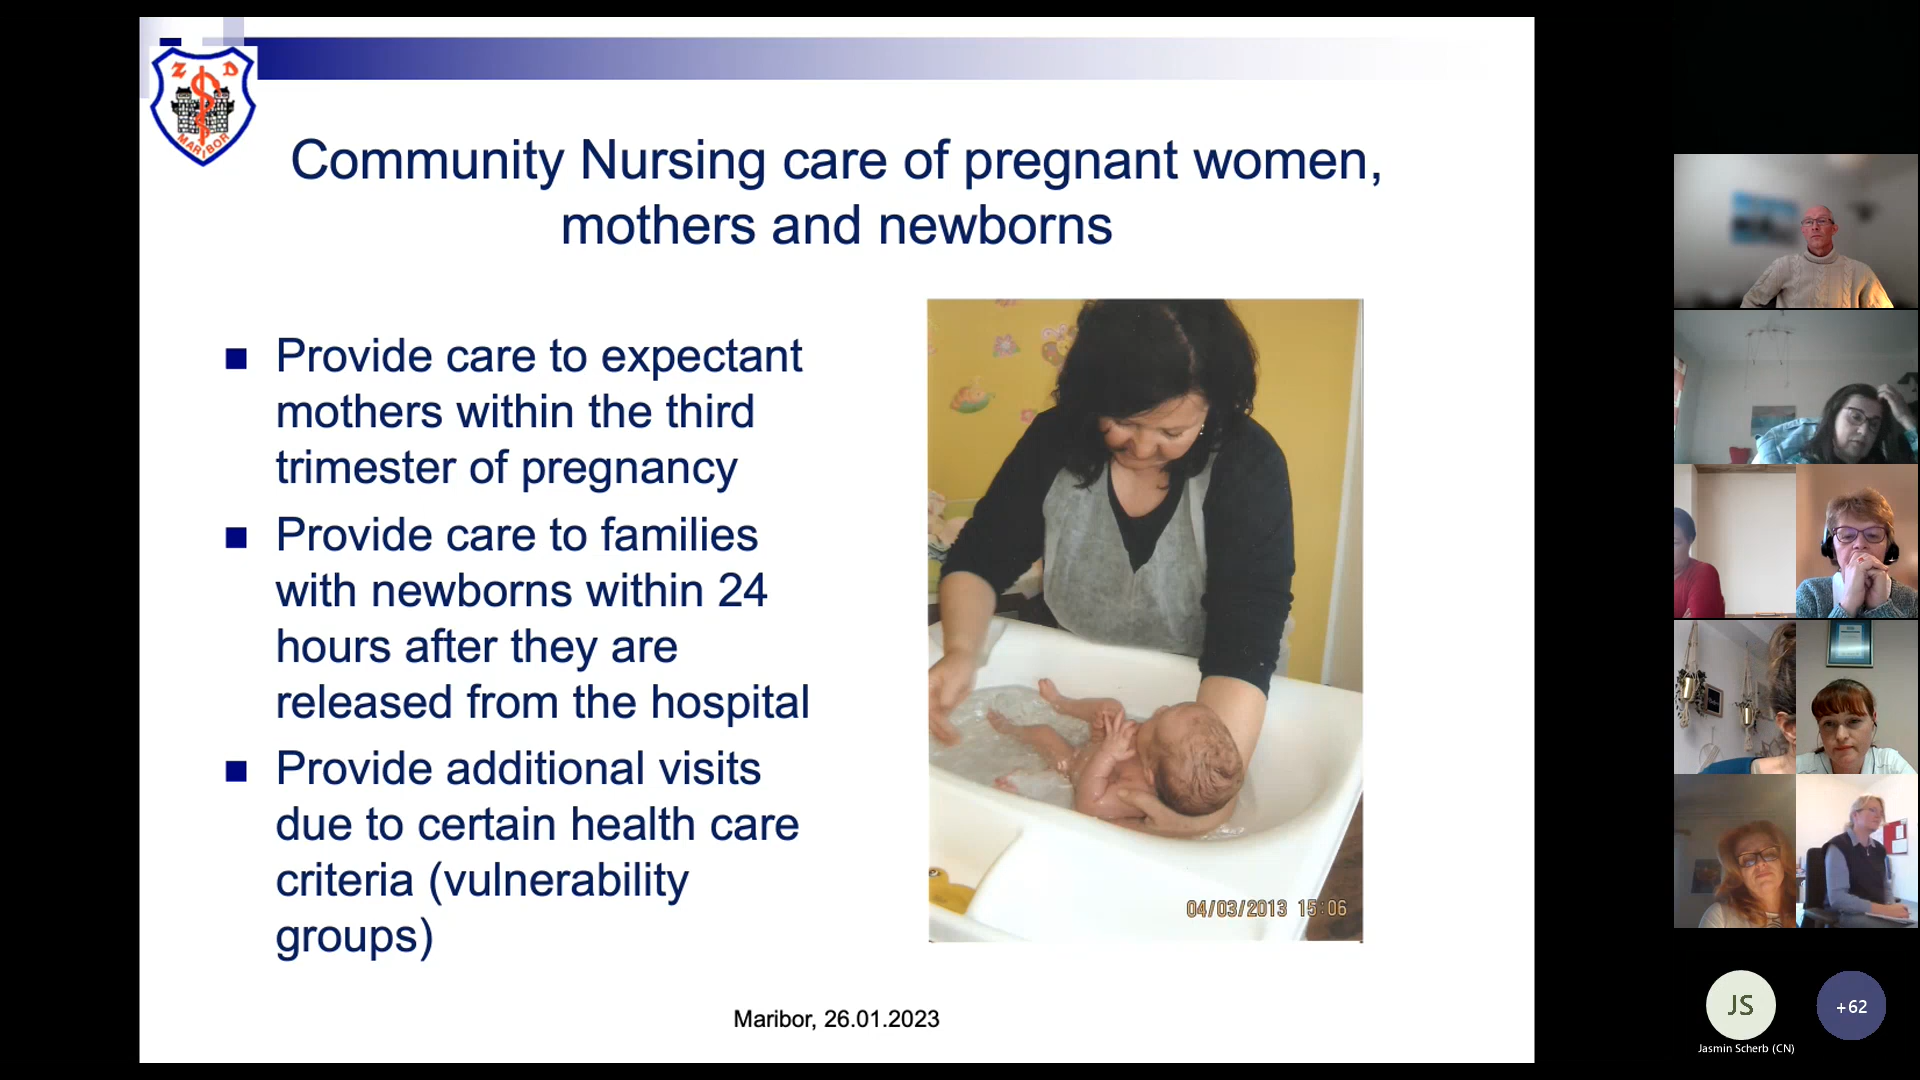 Z D
MARIBOR
Community Nursing care of pregnant women,
mothers and newborns
■ Provide care to expectant
mothers within the third
trimester of pregnancy
■ Provide care to families
with newborns within 24
hours after they are
released from the hospital
■ Provide additional visits
due to certain health care
criteria (vulnerability
groups)
04/03/2013 15:06
Maribor, 26.01.2023
JS
+62
Jasmin Scherb (CN)